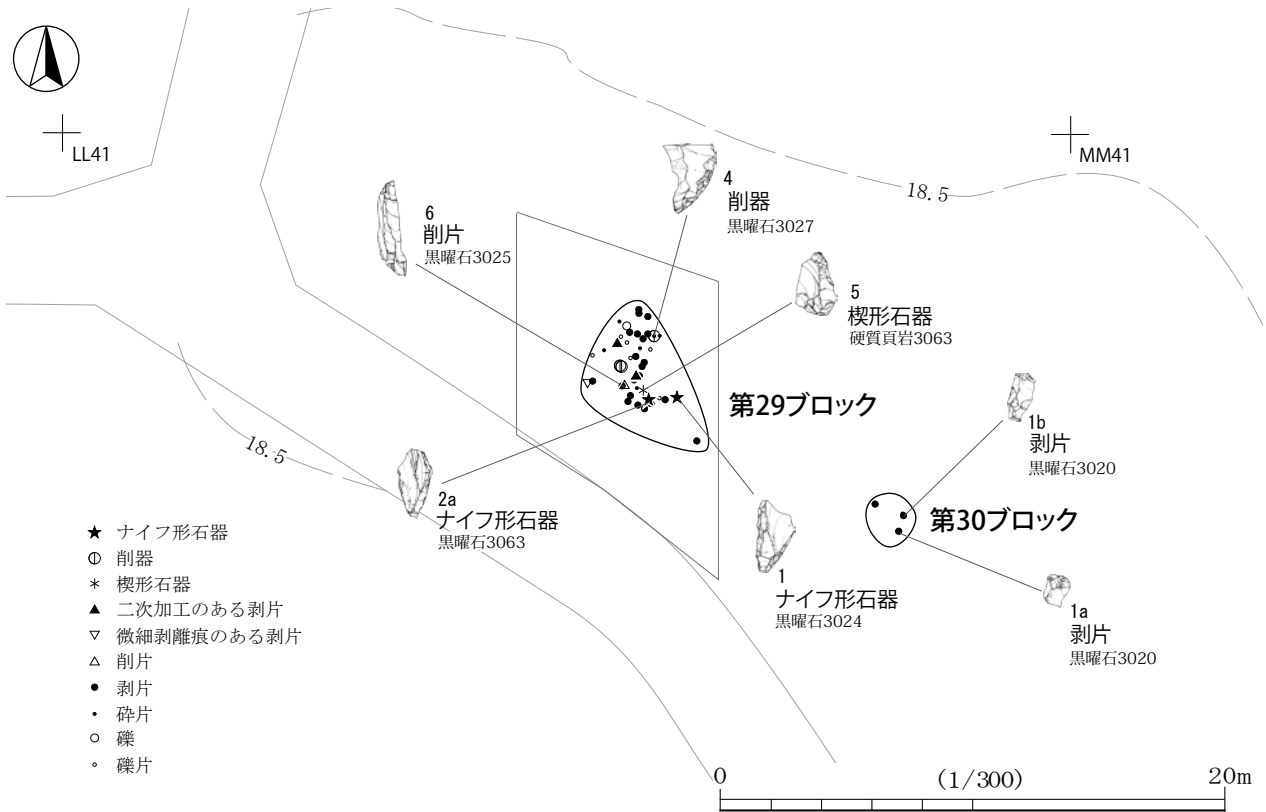 LL41
MM41
18.5
4
削器
黒曜石3027
6
削片
黒曜石3025
5
楔形石器
硬質頁岩3063
第29ブロック
1b
剥片
黒曜石3020
18.5
2a
ナイフ形石器
黒曜石3063
第30ブロック
1
ナイフ形石器
黒曜石3024
1a
剥片
黒曜石3020
★ ナイフ形石器
削器
* 楔形石器
▲ 二次加工のある剥片
▽ 微細剥離痕のある剥片
△ 削片
● 剥片
・ 砕片
○ 礫
∘ 礫片
0 (1/300) 20m